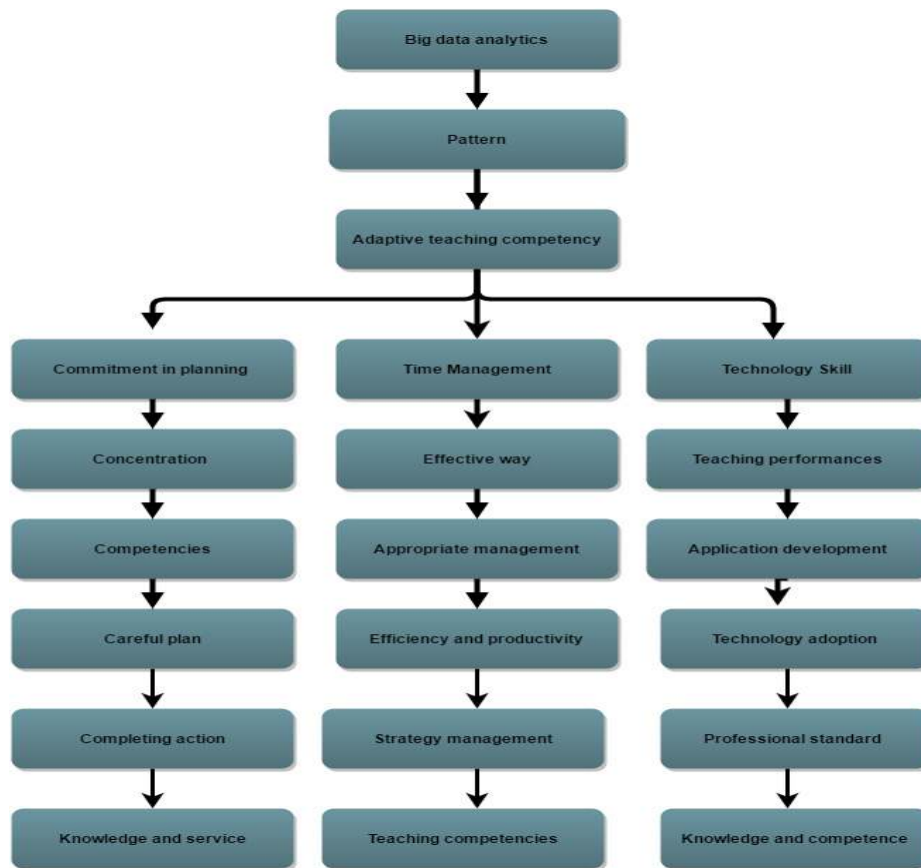 Big data analytics
Pattern
Adaptive teaching competency
Commitment in planning
Time Management
Technology Skill
Concentration
Effective way
Teaching performances
Competencies
Appropriate management
Application development
Careful plan
Efficiency and productivity
Technology adoption
Completing action
Strategy management
Professional standard
Knowledge and service
Teaching competencies
Knowledge and competence